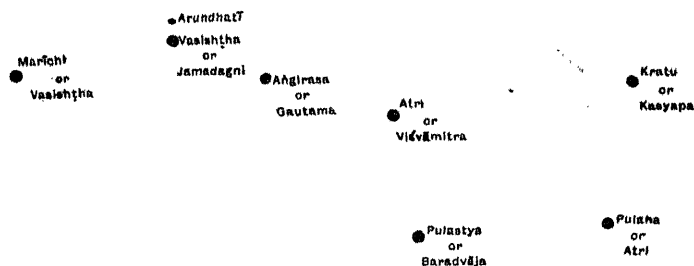 Arundhatī
Vasishṭha
or
Jamadagni
Marīchi
or
Vasishṭha
Aṅgirasa
or
Gautama
Atri
or
Viśvāmitra
Kratu
or
Kasyapa
Pulastya
or
Baradvāja
Pulaha
or
Atri